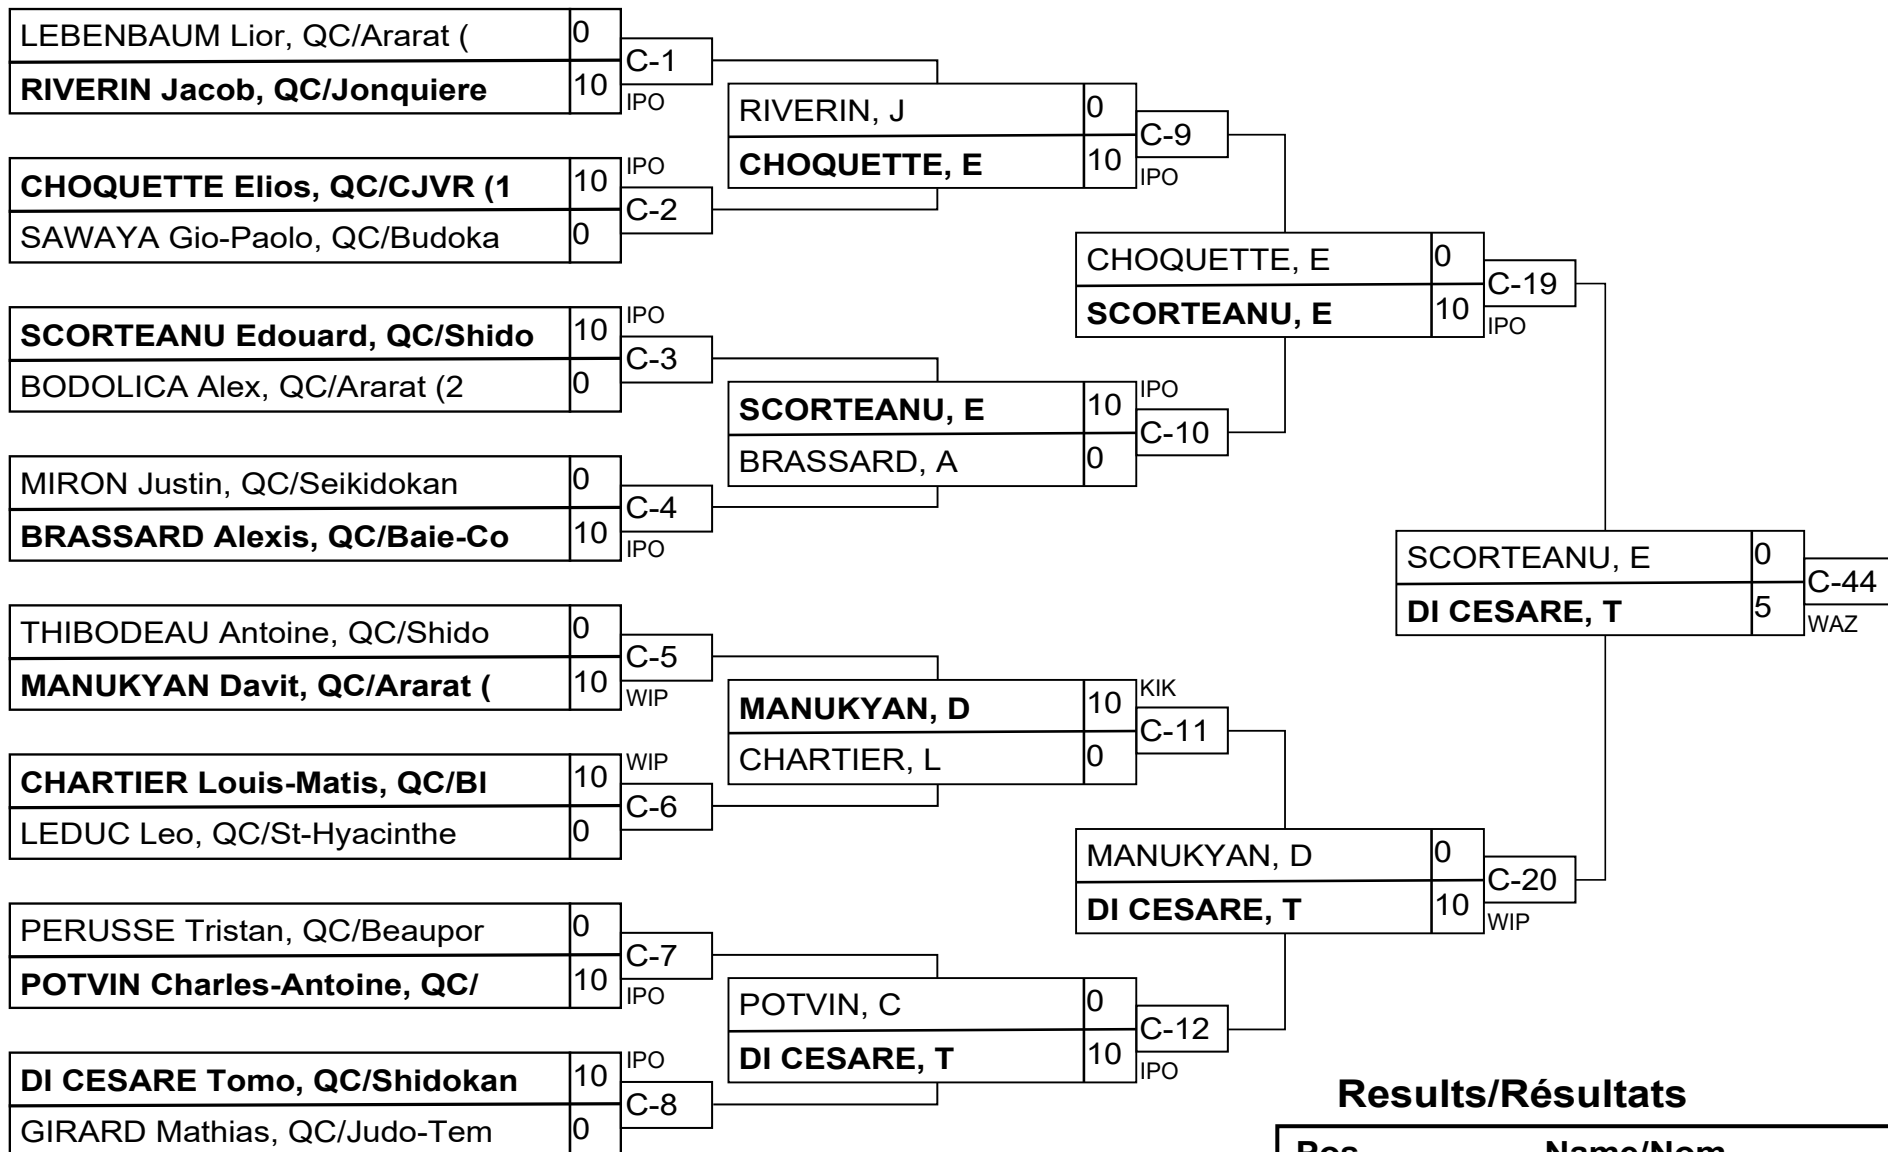 LEBENBAUM Lior, QC/Ararat ( 0
C-1
RIVERIN Jacob, QC/Jonquiere 10 IPO
CHOQUETTE Elios, QC/CJVR (1 10 IPO
C-2
SAWAYA Gio-Paolo, QC/Budoka 0
SCORTEANU Edouard, QC/Shido 10 IPO
C-3
BODOLICA Alex, QC/Ararat (2 0
MIRON Justin, QC/Seikidokan 0
C-4
BRASSARD Alexis, QC/Baie-Co 10 IPO
THIBODEAU Antoine, QC/Shido 0
C-5
MANUKYAN Davit, QC/Ararat ( 10 WIP
CHARTIER Louis-Matis, QC/Bl 10 WIP
C-6
LEDUC Leo, QC/St-Hyacinthe 0
PERUSSE Tristan, QC/Beaupor 0
C-7
POTVIN Charles-Antoine, QC/ 10 IPO
DI CESARE Tomo, QC/Shidokan 10 IPO
C-8
GIRARD Mathias, QC/Judo-Tem 0
RIVERIN, J 0
C-9
CHOQUETTE, E 10 IPO
SCORTEANU, E 10 IPO
C-10
BRASSARD, A 0
MANUKYAN, D 10 KIK
C-11
CHARTIER, L 0
POTVIN, C 0
C-12
DI CESARE, T 10 IPO
CHOQUETTE, E 0
C-19
SCORTEANU, E 10 IPO
MANUKYAN, D 0
C-20
DI CESARE, T 10 WIP
SCORTEANU, E 0
C-44
DI CESARE, T 5 WAZ
Results/Résultats
Pos Name/Nom